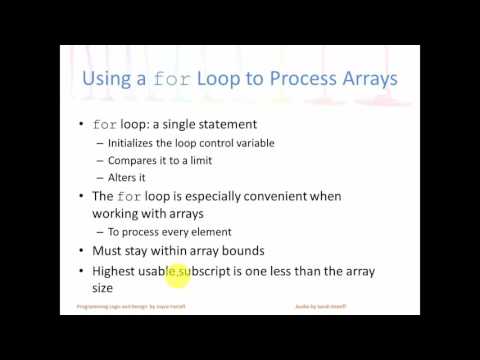 Using a for Loop to Process Arrays
• for loop: a single statement
– Initializes the loop control variable
– Compares it to a limit
– Alters it
• The for loop is especially convenient when
working with arrays
– To process every element
• Must stay within array bounds
• Highest usable subscript is one less than the array
size
Programming Logic and Design by Joyce Farrell
Audio by